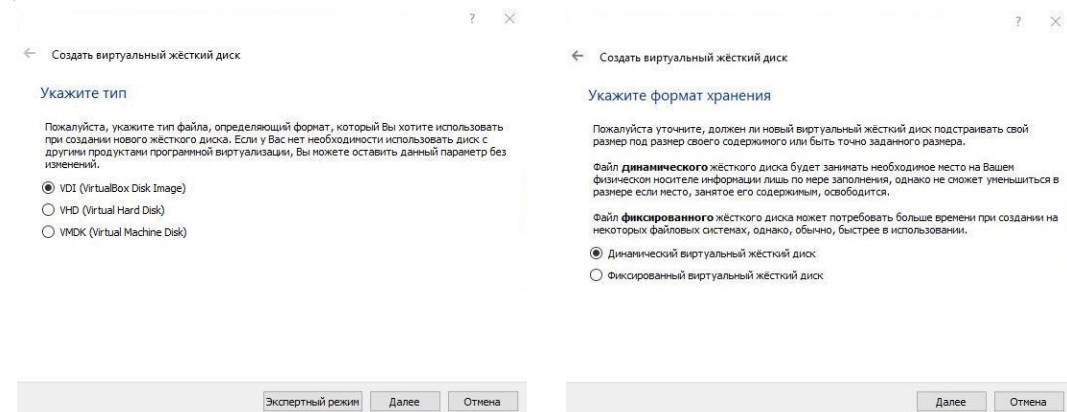 ?
Создать виртуальный жёсткий диск
Укажите тип
Пожалуйста, укажите тип файла, определяющий формат, который Вы хотите использовать
при создании нового жёсткого диска. Если у Вас нет необходимости использовать диск с
другими продуктами программной виртуализации, Вы можете оставить данный параметр без
изменений.
VDI (VirtualBox Disk Image)
VHD (Virtual Hard Disk)
VMDK (Virtual Machine Disk)
Экспертный режим Далее Отмена
?
Создать виртуальный жёсткий диск
Укажите формат хранения
Пожалуйста уточните, должен ли новый виртуальный жёсткий диск подстраивать свой
размер под размер своего содержимого или быть точно заданного размера.
Файл динамического жёсткого диска будет занимать необходимое место на Вашем
физическом носителе информации лишь по мере заполнения, однако не сможет уменьшиться в
размере если место, занятое его содержимым, освободится.
Файл фиксированного жёсткого диска может потребовать больше времени при создании на
некоторых файловых системах, однако, обычно, быстрее в использовании.
Динамический виртуальный жёсткий диск
Фиксированный виртуальный жёсткий диск
Далее Отмена